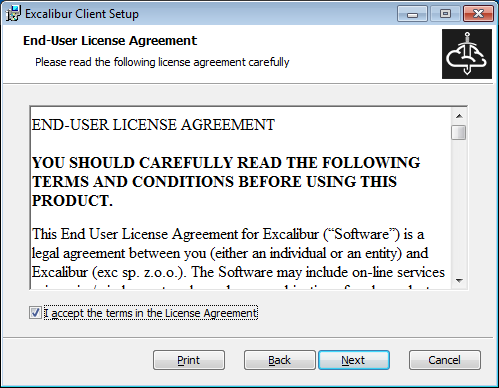 Excalibur Client Setup
End-User License Agreement
Please read the following license agreement carefully
END-USER LICENSE AGREEMENT
YOU SHOULD CAREFULLY READ THE FOLLOWING
TERMS AND CONDITIONS BEFORE USING THIS
PRODUCT.
This End User License Agreement for Excalibur (“Software”) is a
legal agreement between you (either an individual or an entity) and
Excalibur (exc sp. z.o.o.). The Software may include on-line services
I accept the terms in the License Agreement
Print Back Next Cancel